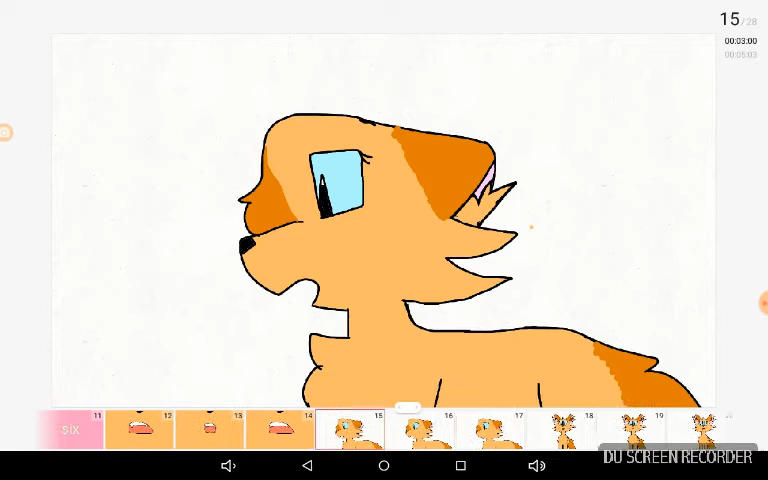 15/28
00:03:00
00:05:03
SIX 11 12 13 14 15 16 17 18 19
DU SCREEN RECORDER